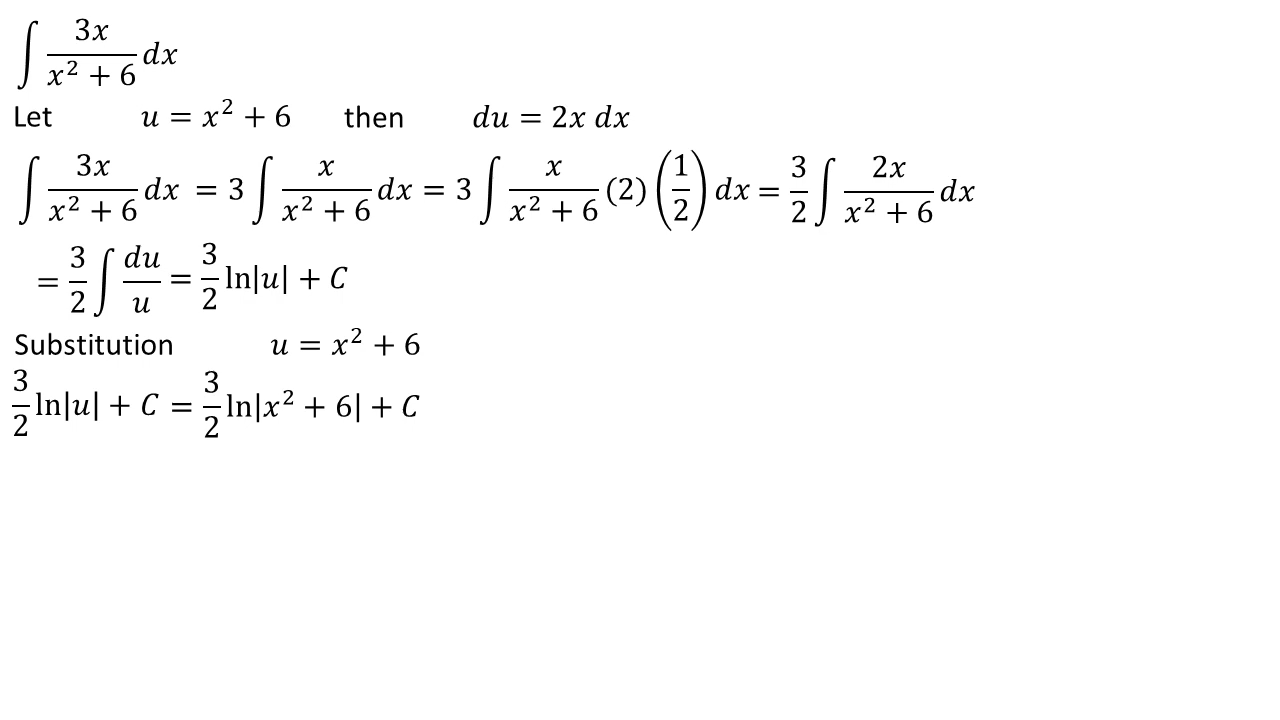 ∫ 3x/(x² + 6) dx
Let u = x² + 6 then du = 2x dx
∫ 3x/(x² + 6) dx = 3 ∫ x/(x² + 6) dx = 3 ∫ x/(x² + 6) (2) (1/2) dx = 3/2 ∫ 2x/(x² + 6) dx
= 3/2 ∫ du/u = 3/2 ln|u| + C
Substitution u = x² + 6
3/2 ln|u| + C = 3/2 ln|x² + 6| + C